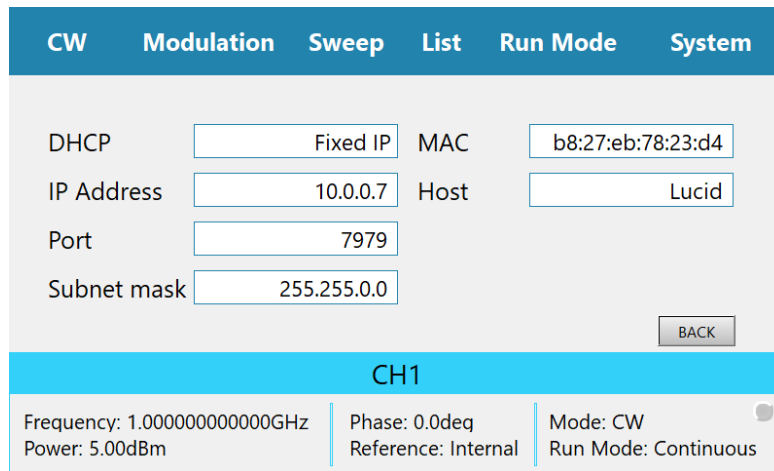 CW Modulation Sweep List Run Mode System
DHCP Fixed IP MAC b8:27:eb:78:23:d4
IP Address 10.0.0.7 Host Lucid
Port 7979
Subnet mask 255.255.0.0
BACK
CH1
Frequency: 1.000000000000GHz Phase: 0.0deg Mode: CW
Power: 5.00dBm Reference: Internal Run Mode: Continuous